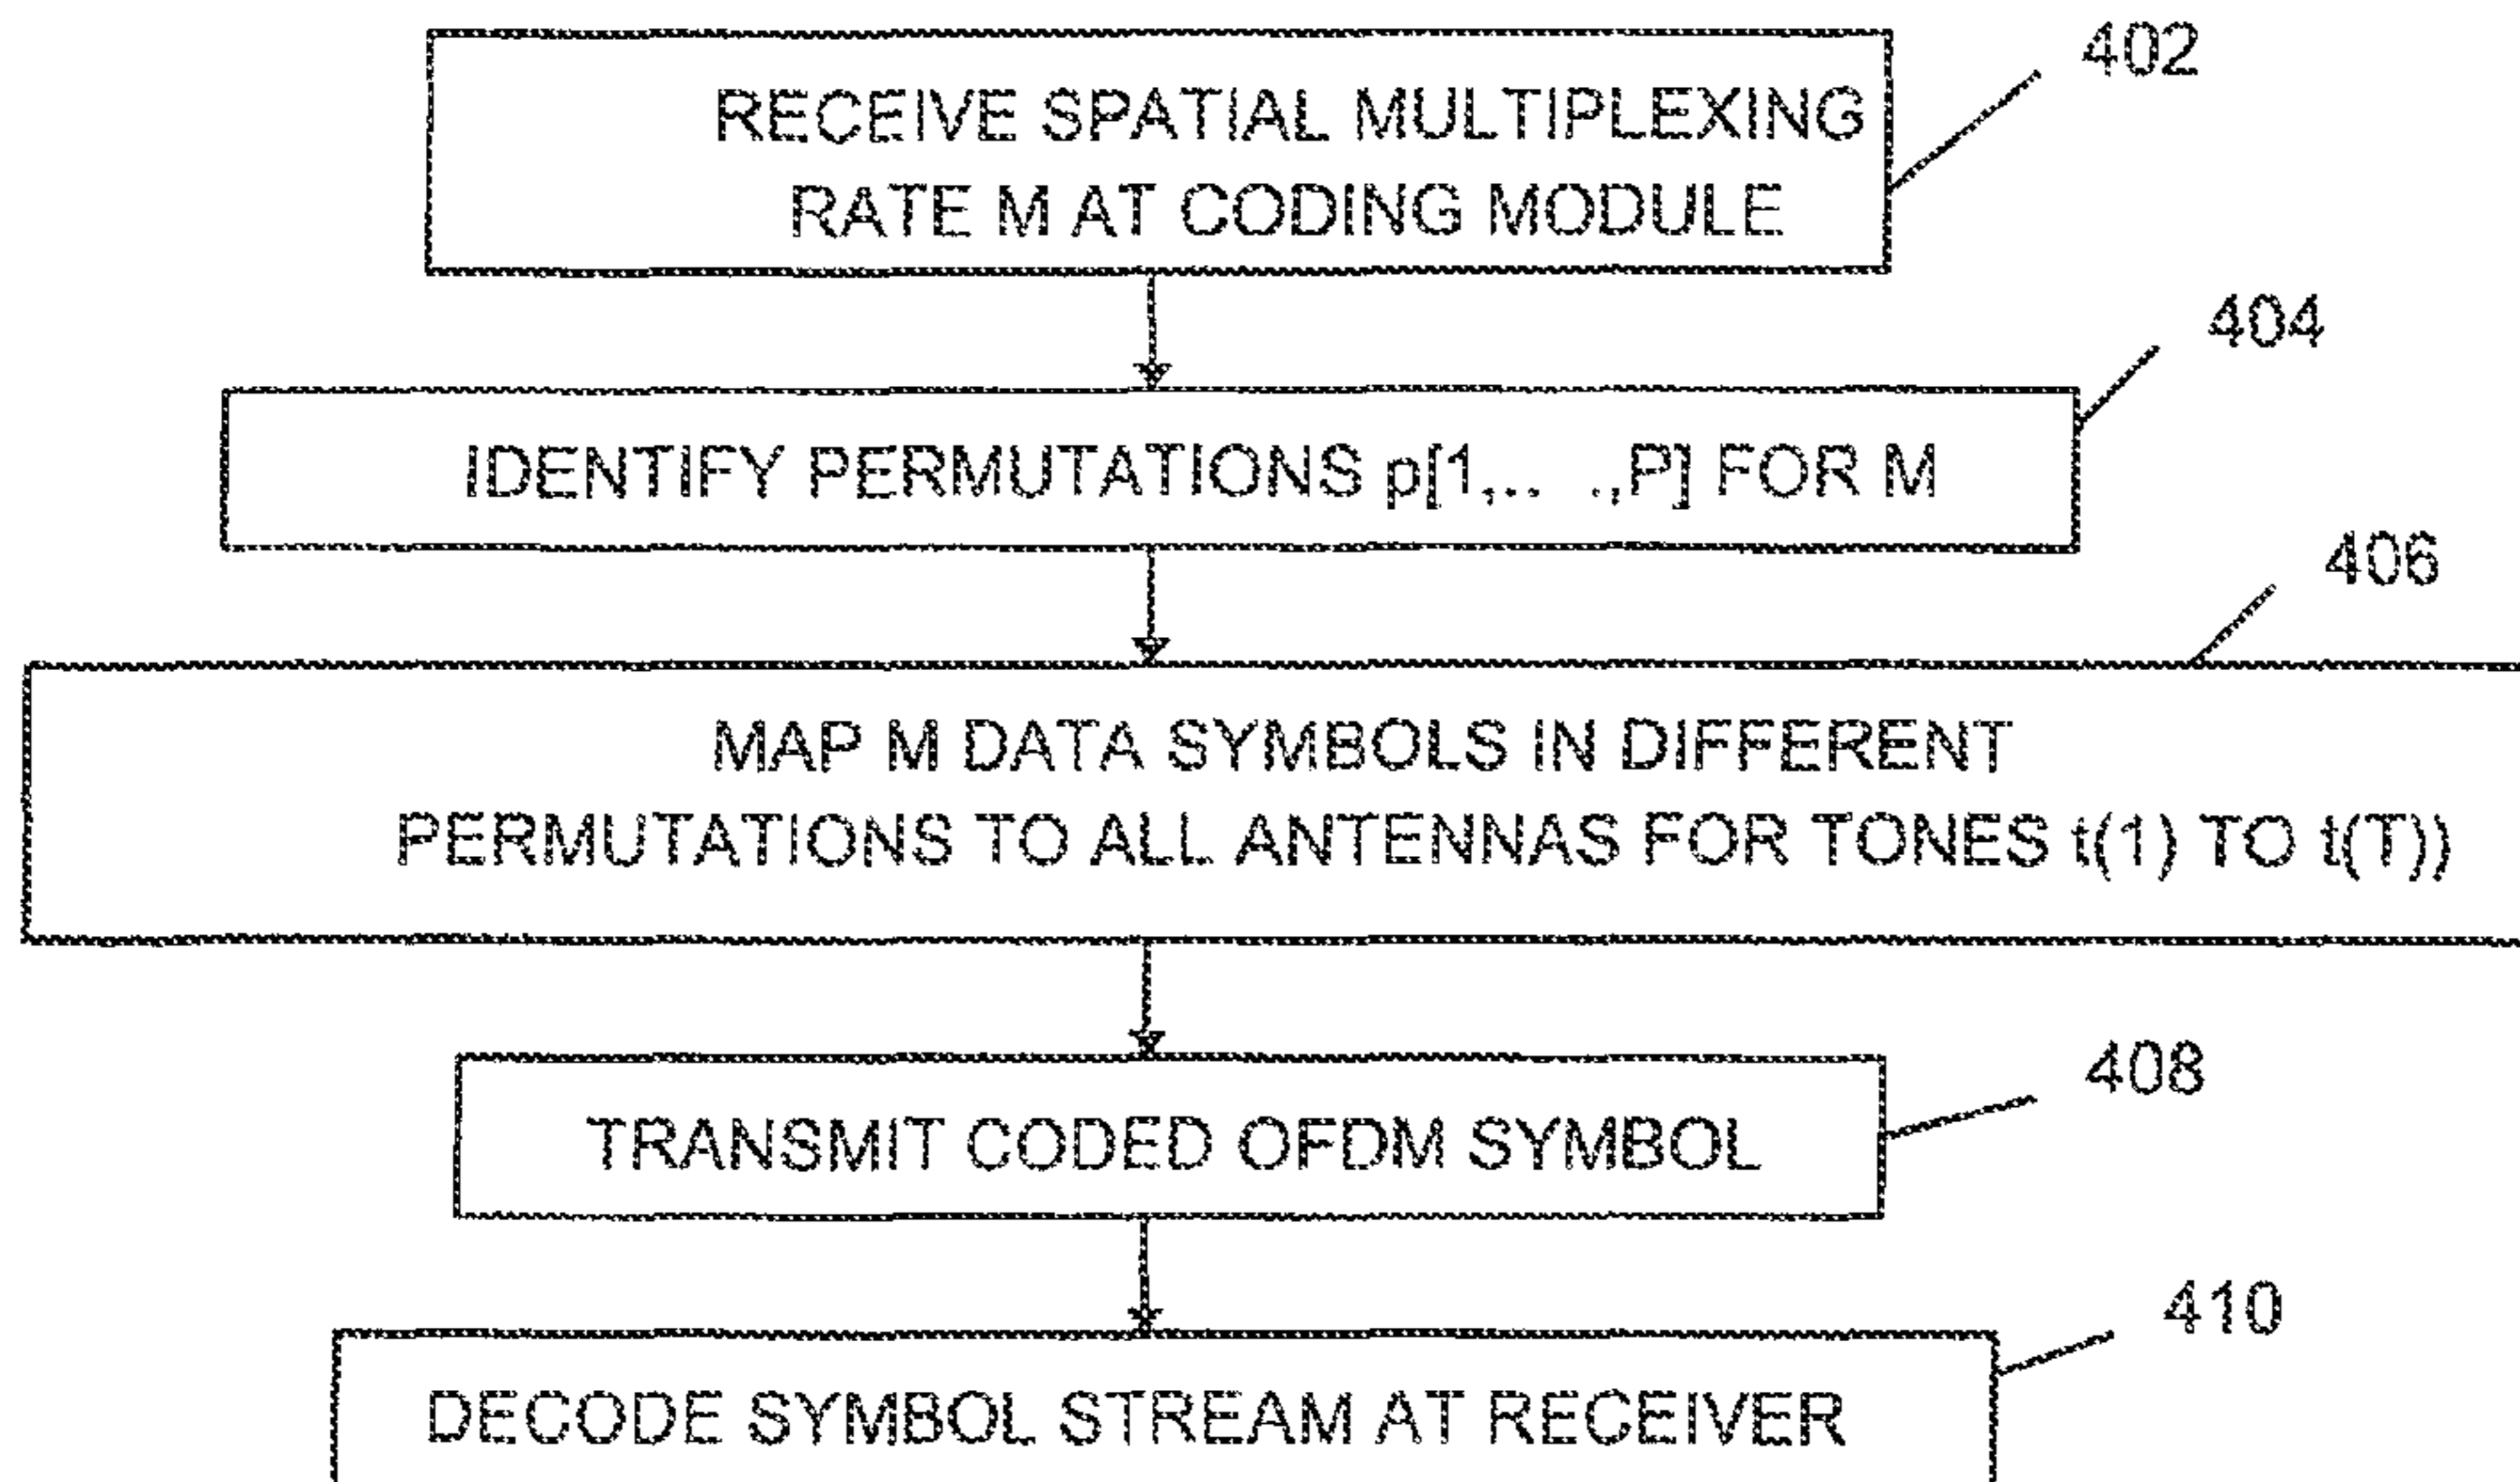 402
RECEIVE SPATIAL MULTIPLEXING
RATE M AT CODING MODULE
404
IDENTIFY PERMUTATIONS p[1,.. .,P] FOR M
406
MAP M DATA SYMBOLS IN DIFFERENT
PERMUTATIONS TO ALL ANTENNAS FOR TONES t(1) TO t(T))
408
TRANSMIT CODED OFDM SYMBOL
410
DECODE SYMBOL STREAM AT RECEIVER